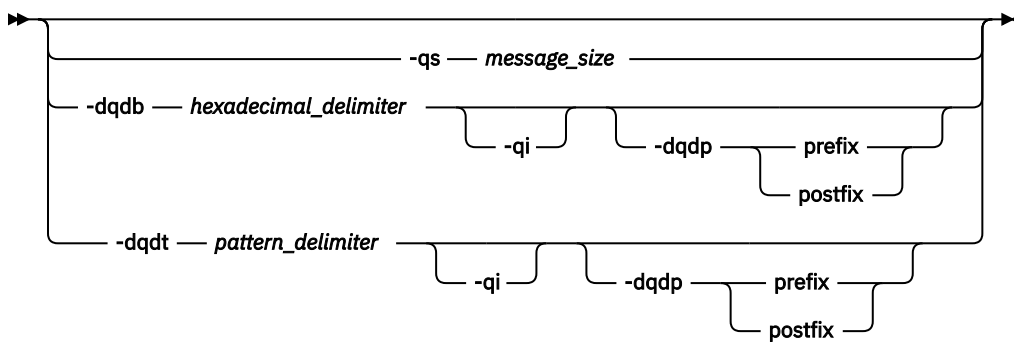 -qs message_size
-dqdb hexadecimal_delimiter
-qi -dqdp prefix
postfix
-dqdt pattern_delimiter
-qi -dqdp prefix
postfix